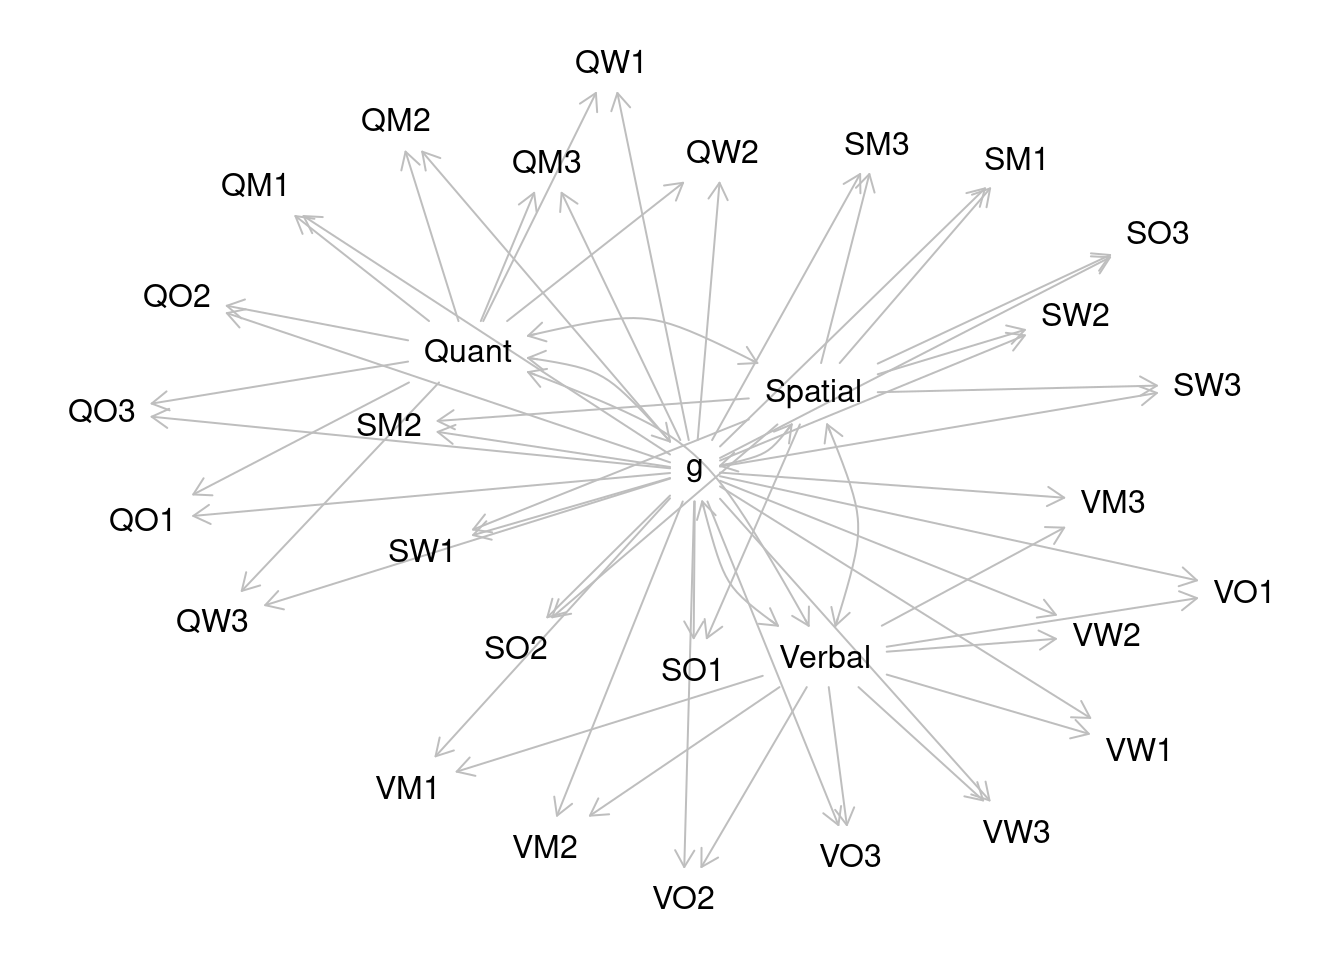 QW1
QM2
QM3
QW2
SM3
SM1
QM1
SO3
QO2
SW2
Quant
Spatial
SW3
QO3
SM2
g
VM3
QO1
SW1
VO1
QW3
VW2
SO2
SO1
Verbal
VW1
VM1
VW3
VM2
VO3
VO2